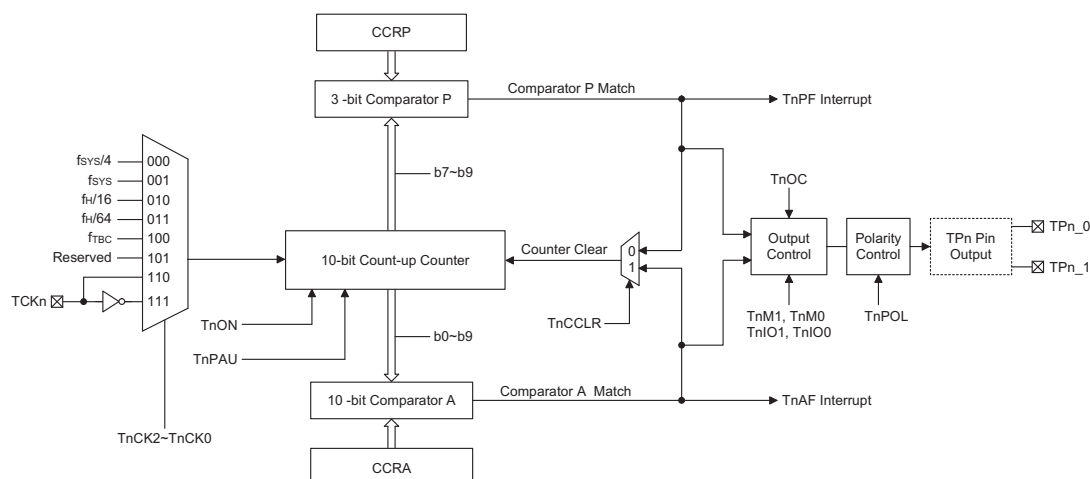 CCRP
3 -bit Comparator P
Comparator P Match
TnPF Interrupt
fSYS/4
000
fSYS
001
fH/16
010
fH/64
011
fTBC
100
Reserved
101
110
TCKn
111
b7~b9
10-bit Count-up Counter
Counter Clear
0
1
TnOC
Output
Control
Polarity
Control
TPn Pin
Output
TPn_0
TPn_1
TnON
TnPAU
b0~b9
TnCCLR
TnM1, TnM0
TnIO1, TnIO0
TnPOL
10 -bit Comparator A
Comparator A Match
TnAF Interrupt
TnCK2~TnCK0
CCRA